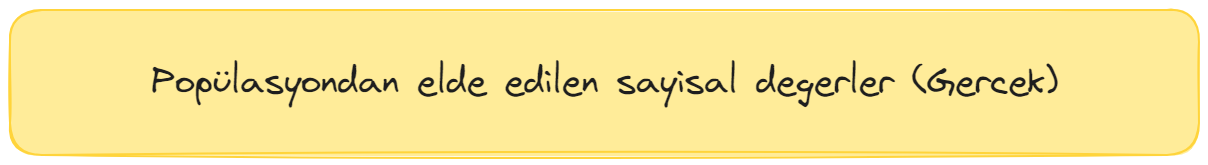 Popülasyondan elde edilen sayisal degerler (Gercek)